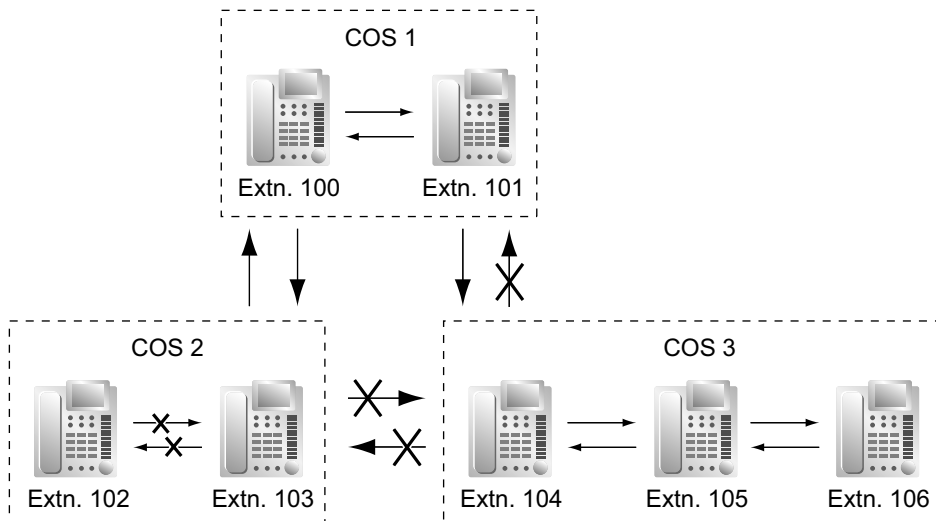 COS 1
Extn. 100
Extn. 101
COS 2
COS 3
Extn. 102
Extn. 103
Extn. 104
Extn. 105
Extn. 106